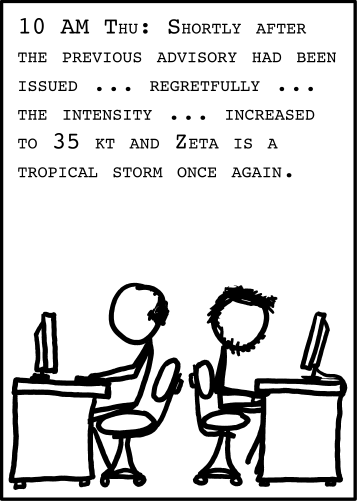 10 AM Thu: Shortly after
the previous advisory had been
issued ... regretfully ...
the intensity ... increased
to 35 kt and Zeta is a
tropical storm once again.